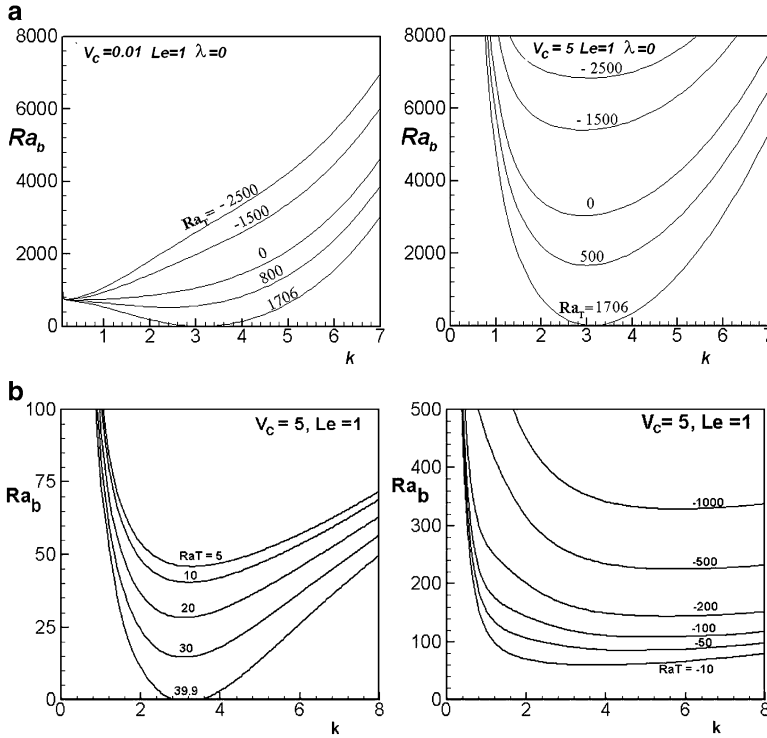 a
V_c=0.01 Le=1 λ=0
8000
6000
Ra_b
4000
2000
0
Ra_T= - 2500
-1500
0
800
1706
1 2 3 4 5 6 7
k
V_c = 5 Le=1 λ=0
8000
6000
Ra_b
4000
2000
0
- 2500
- 1500
0
500
Ra_T=1706
0 1 2 3 4 5 6 7
k
b
V_c = 5, Le =1
100
75
Ra_b
50
25
0
RaT = 5
10
20
30
39.9
0 2 4 6 8
k
V_c= 5, Le =1
500
400
Ra_b
300
200
100
0
-1000
-500
-200
-100
-50
RaT = -10
0 2 4 6 8
k